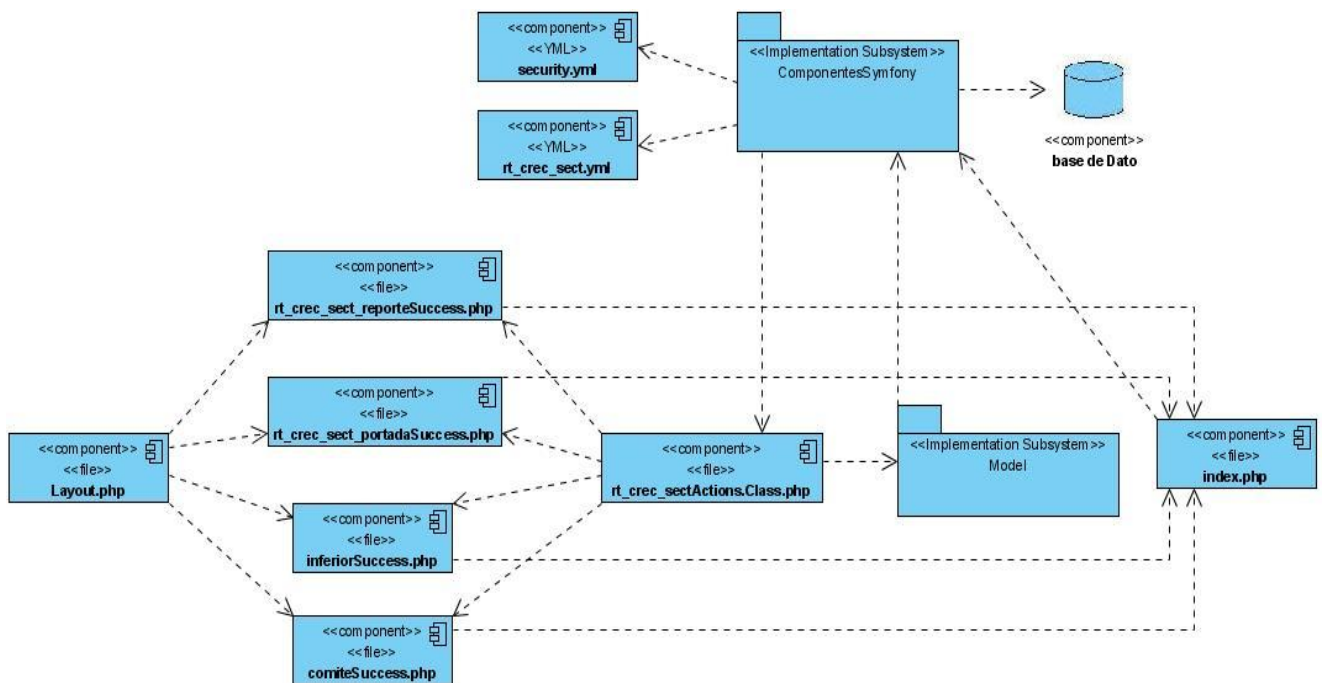 <<component>>
<<YML>>
security.yml
<<Implementation Subsystem>>
ComponentesSymfony
<<component>>
base de Dato
<<component>>
<<YML>>
rt_crec_sect.yml
<<component>>
<<file>>
rt_crec_sect_reporteSuccess.php
<<component>>
<<file>>
rt_crec_sect_portadaSuccess.php
<<component>>
<<file>>
Layout.php
<<component>>
<<file>>
rt_crec_sectActions.Class.php
<<Implementation Subsystem>>
Model
<<component>>
<<file>>
index.php
<<component>>
<<file>>
inferiorSuccess.php
<<component>>
<<file>>
comiteSuccess.php